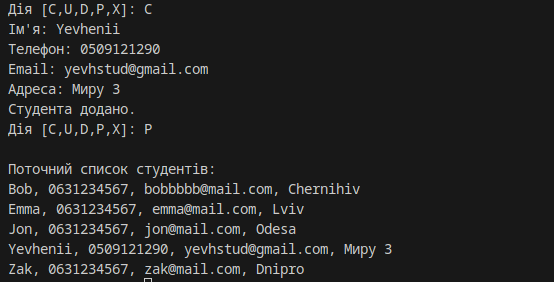 Дія [C,U,D,P,X]: C
Ім'я: Yevhenii
Телефон: 0509121290
Email: yevhstud@gmail.com
Адреса: Миру 3
Студента додано.
Дія [C,U,D,P,X]: P
Поточний список студентів:
Bob, 0631234567, bobbbbb@mail.com, Chernihiv
Emma, 0631234567, emma@mail.com, Lviv
Jon, 0631234567, jon@mail.com, Odesa
Yevhenii, 0509121290, yevhstud@gmail.com, Миру 3
Zak, 0631234567, zak@mail.com, Dnipro